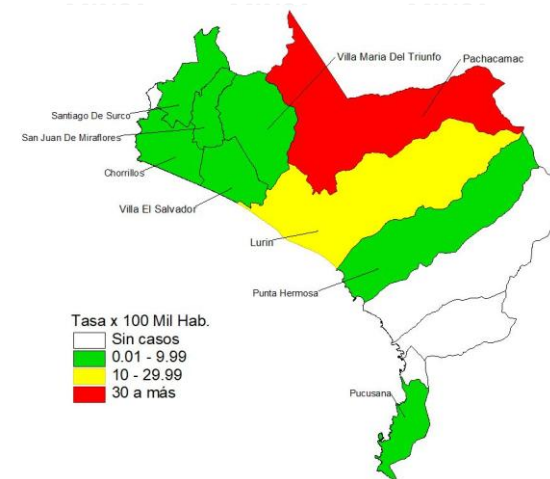 Villa Maria Del Triunfo
Pachacamac
Santiago De Surco
San Juan De Miraflores
Chorrillos
Villa El Salvador
Lurin
Punta Hermosa
Tasa x 100 Mil Hab.
Sin casos
0.01 - 9.99
10 - 29.99
30 a más
Pucusana